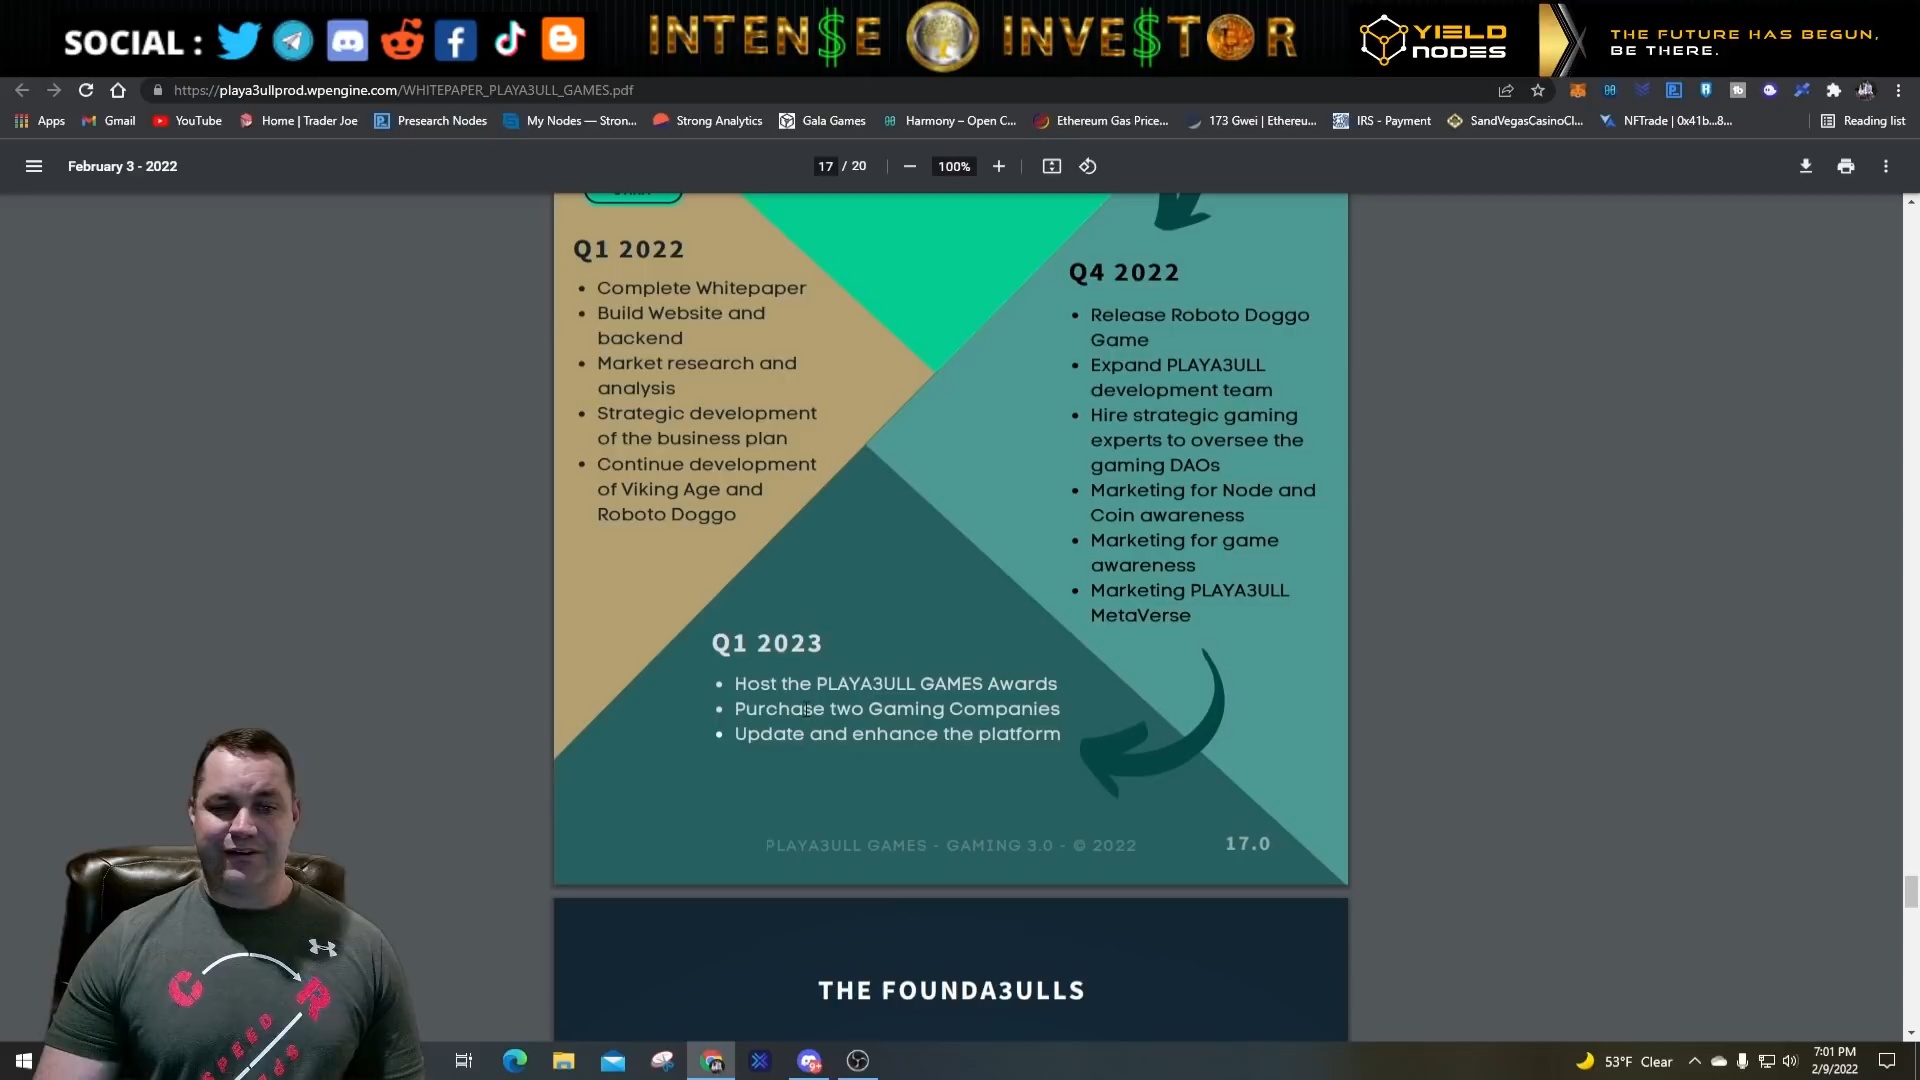 SOCIAL :
INTEN$E INVE$TOR
YIELD NODES
THE FUTURE HAS BEGUN,
BE THERE.
https://playa3ullprod.wpengine.com/WHITEPAPER_PLAYA3ULL_GAMES.pdf
Apps Gmail YouTube Home | Trader Joe Presearch Nodes My Nodes — Stron... Strong Analytics Gala Games Harmony – Open C... Ethereum Gas Price... 173 Gwei | Ethereu... IRS - Payment SandVegasCasinoCl... NFTrade | 0x41b...8... Reading list
February 3 - 2022
17 / 20
100%
Q1 2022
• Complete Whitepaper
• Build Website and
backend
• Market research and
analysis
• Strategic development
of the business plan
• Continue development
of Viking Age and
Roboto Doggo
Q4 2022
• Release Roboto Doggo
Game
• Expand PLAYA3ULL
development team
• Hire strategic gaming
experts to oversee the
gaming DAOs
• Marketing for Node and
Coin awareness
• Marketing for game
awareness
• Marketing PLAYA3ULL
MetaVerse
Q1 2023
• Host the PLAYA3ULL GAMES Awards
• Purchase two Gaming Companies
• Update and enhance the platform
PLAYA3ULL GAMES - GAMING 3.0 - © 2022
17.0
THE FOUNDA3ULLS
C R
53°F Clear
7:01 PM
2/9/2022